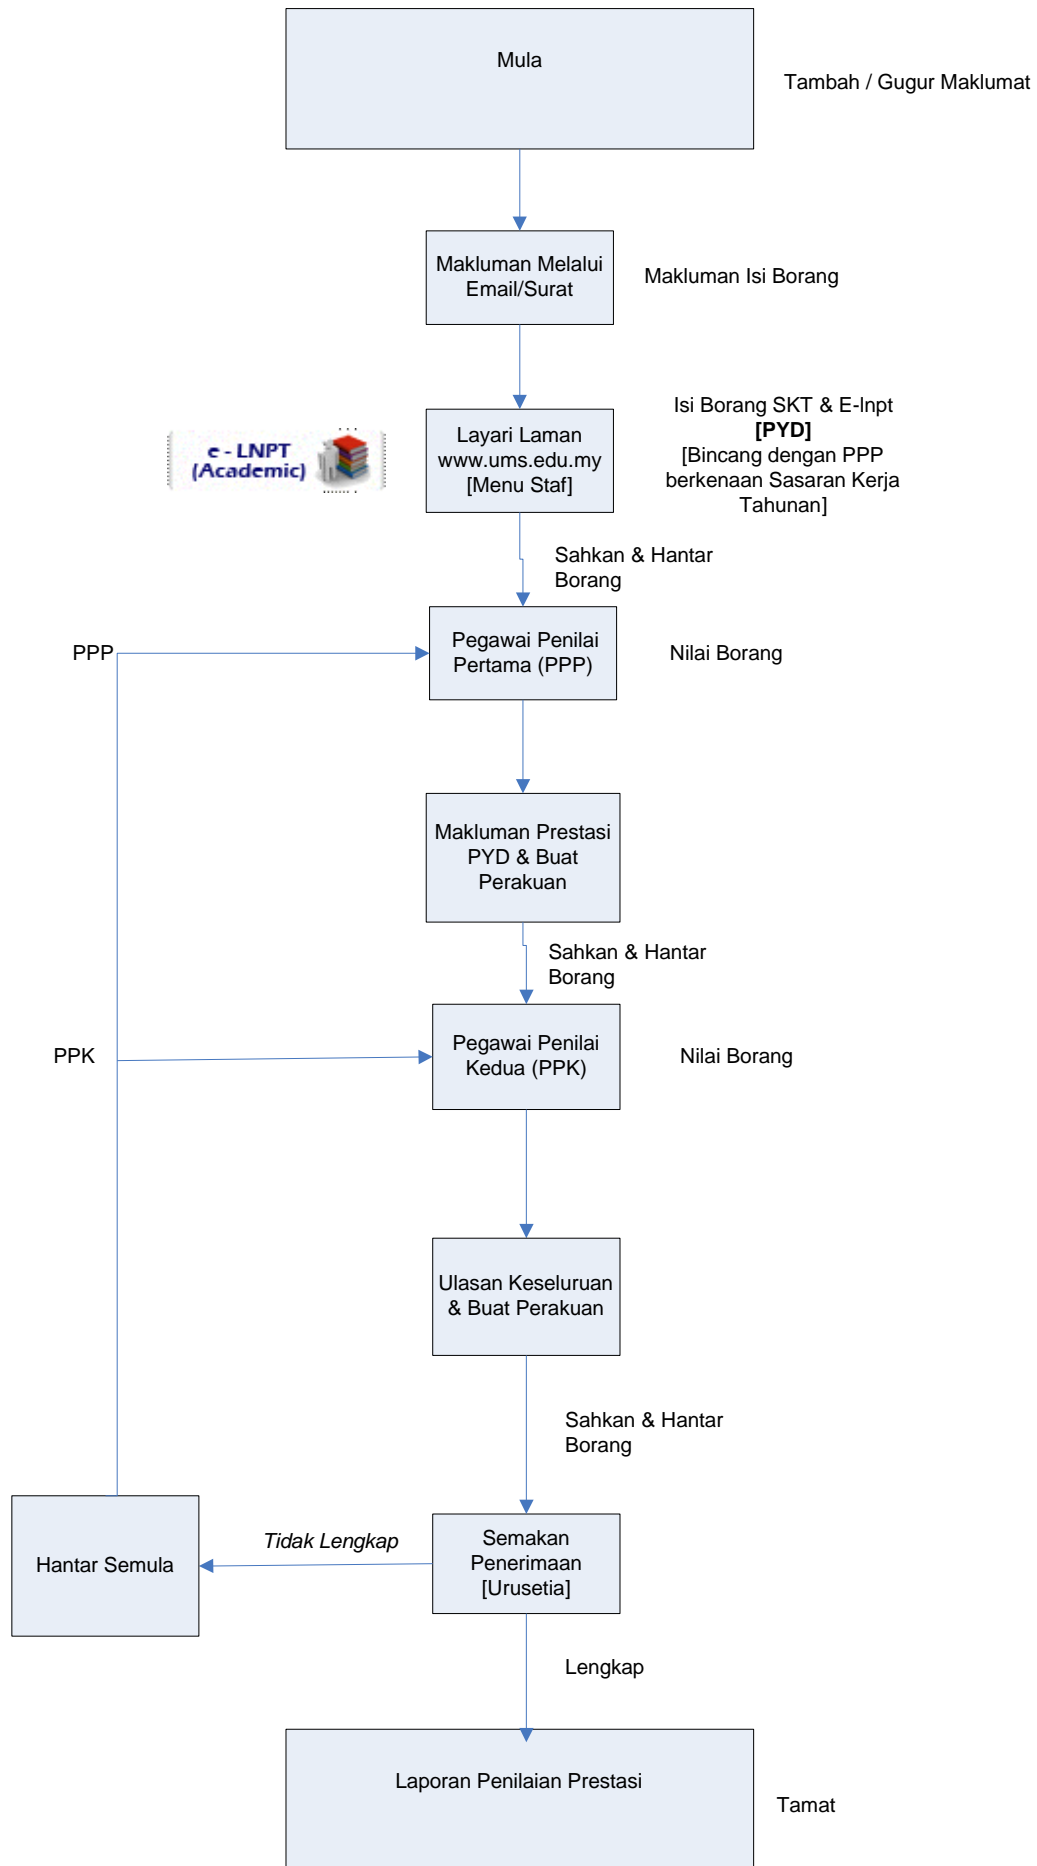 Mula
Tambah / Gugur Maklumat
Makluman Melalui
Email/Surat
Makluman Isi Borang
e - LNPT
(Academic)
Layari Laman
www.ums.edu.my
[Menu Staf]
Isi Borang SKT & E-lnpt
[PYD]
[Bincang dengan PPP
berkenaan Sasaran Kerja
Tahunan]
Sahkan & Hantar
Borang
PPP
Pegawai Penilai
Pertama (PPP)
Nilai Borang
Makluman Prestasi
PYD & Buat
Perakuan
Sahkan & Hantar
Borang
PPK
Pegawai Penilai
Kedua (PPK)
Nilai Borang
Ulasan Keseluruan
& Buat Perakuan
Sahkan & Hantar
Borang
Hantar Semula
Tidak Lengkap
Semakan
Penerimaan
[Urusetia]
Lengkap
Laporan Penilaian Prestasi
Tamat